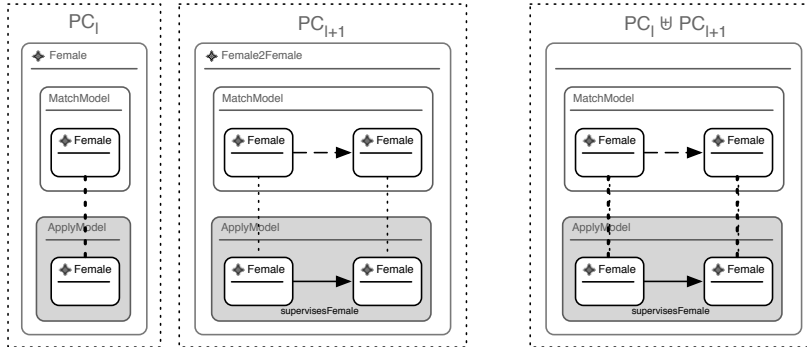 PCl
Female
MatchModel
Female
ApplyModel
Female
PCl+1
Female2Female
MatchModel
Female Female
ApplyModel
Female Female
supervisesFemale
PCl ⊎ PCl+1
MatchModel
Female Female
ApplyModel
Female Female
supervisesFemale